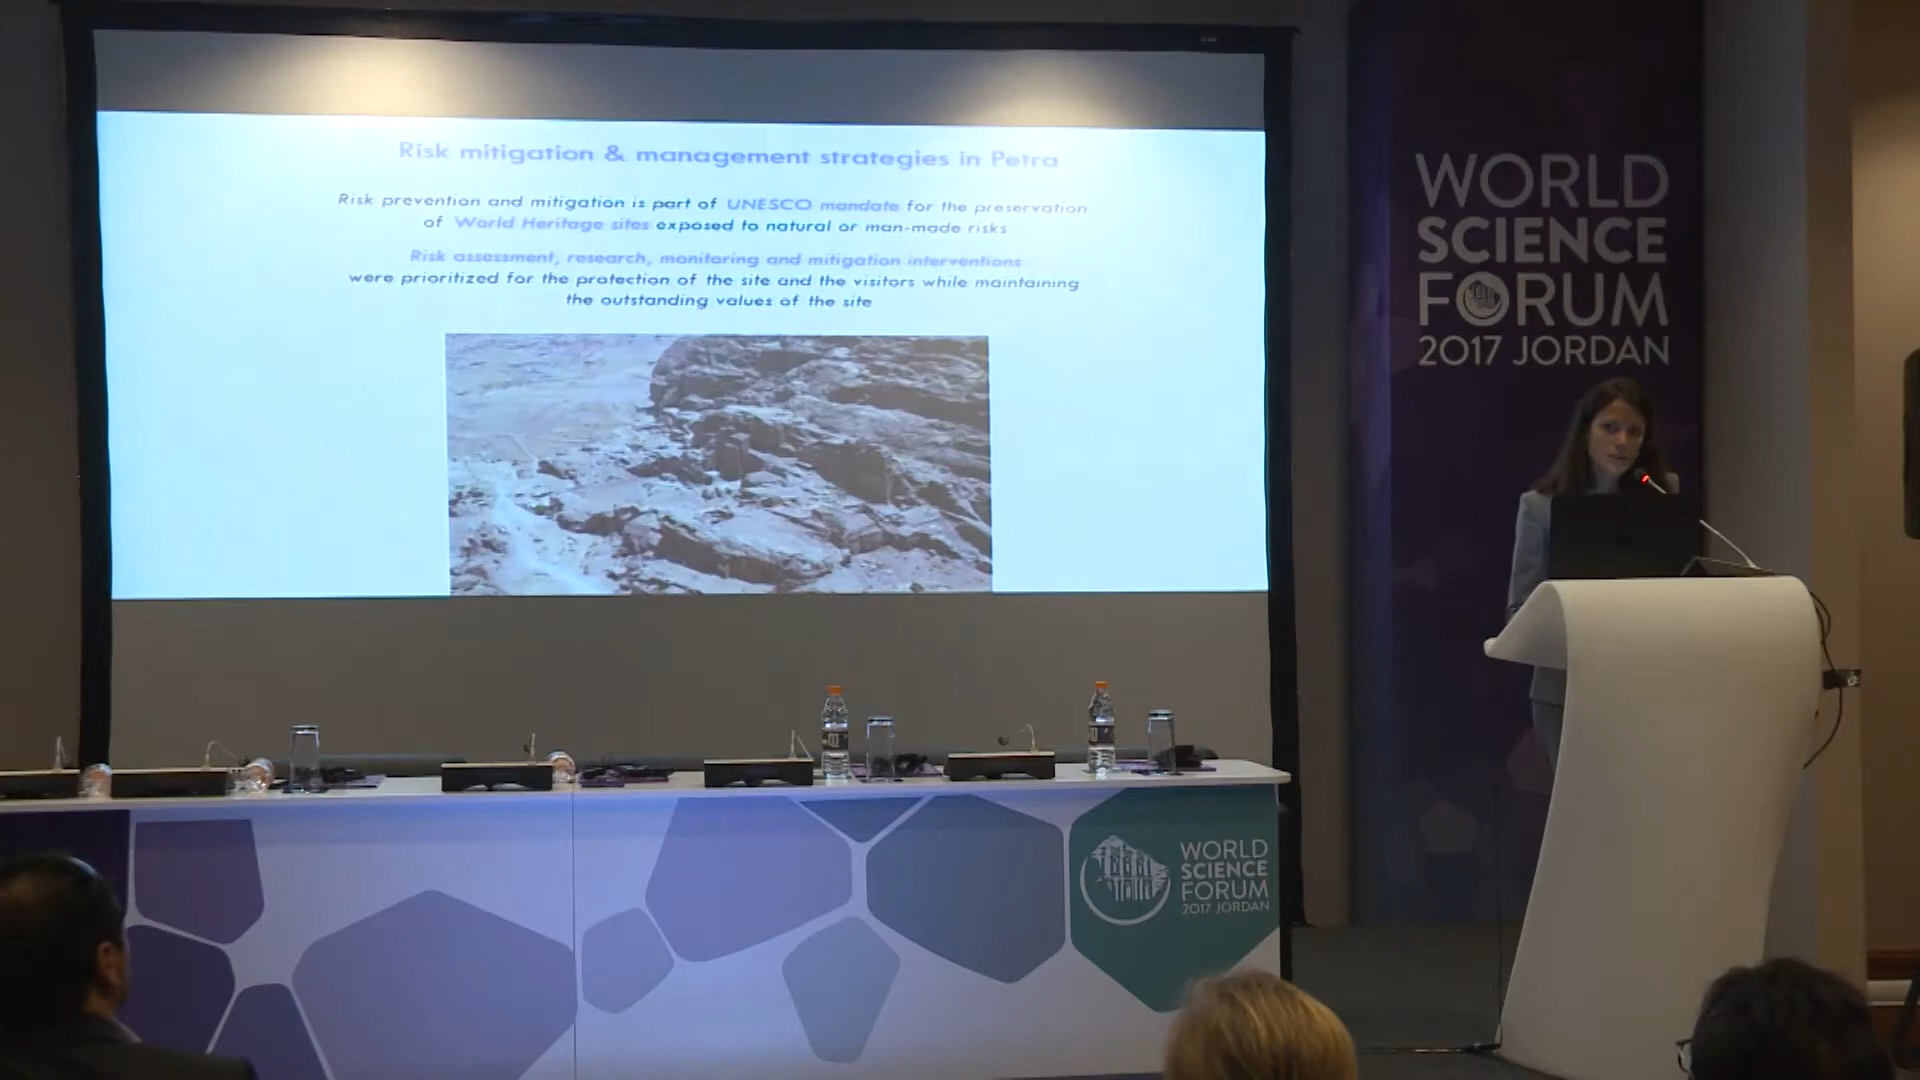 Risk mitigation & management strategies in Petra
Risk prevention and mitigation is part of UNESCO mandate for the preservation
of World Heritage sites exposed to natural or man-made risks
Risk assessment, research, monitoring and mitigation interventions
were prioritized for the protection of the site and the visitors while maintaining
the outstanding values of the site
WORLD
SCIENCE
FORUM
2017 JORDAN
WORLD
SCIENCE
FORUM
2017 JORDAN